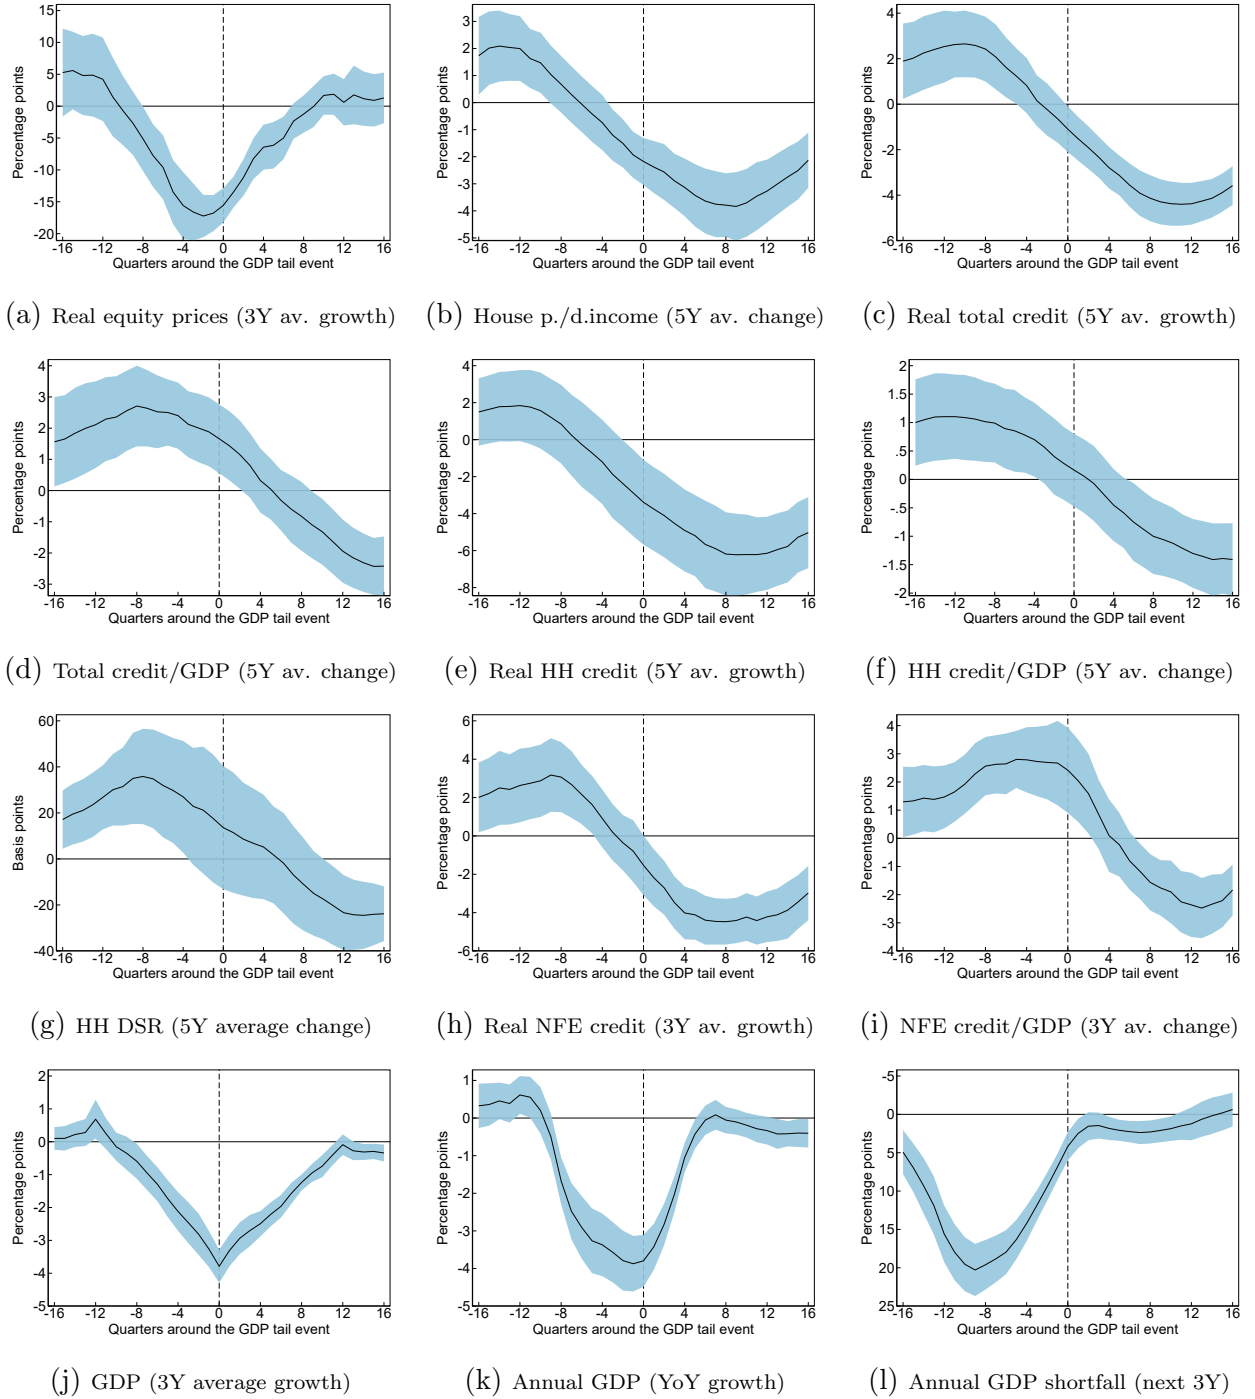 15
10
5
0
-5
-10
-15
-20
Percentage points
-16 -12 -8 -4 0 4 8 12 16
Quarters around the GDP tail event
(a) Real equity prices (3Y av. growth)
3
2
1
0
-1
-2
-3
-4
-5
Percentage points
-16 -12 -8 -4 0 4 8 12 16
Quarters around the GDP tail event
(b) House p./d.income (5Y av. change)
4
2
0
-2
-4
-6
Percentage points
-16 -12 -8 -4 0 4 8 12 16
Quarters around the GDP tail event
(c) Real total credit (5Y av. growth)
4
3
2
1
0
-1
-2
-3
Percentage points
-16 -12 -8 -4 0 4 8 12 16
Quarters around the GDP tail event
(d) Total credit/GDP (5Y av. change)
4
2
0
-2
-4
-6
-8
Percentage points
-16 -12 -8 -4 0 4 8 12 16
Quarters around the GDP tail event
(e) Real HH credit (5Y av. growth)
2
1.5
1
.5
0
-.5
-1
-1.5
-2
Percentage points
-16 -12 -8 -4 0 4 8 12 16
Quarters around the GDP tail event
(f) HH credit/GDP (5Y av. change)
60
40
20
0
-20
-40
Basis points
-16 -12 -8 -4 0 4 8 12 16
Quarters around the GDP tail event
(g) HH DSR (5Y average change)
6
4
2
0
-2
-4
-6
Percentage points
-16 -12 -8 -4 0 4 8 12 16
Quarters around the GDP tail event
(h) Real NFE credit (3Y av. growth)
4
3
2
1
0
-1
-2
-3
-4
Percentage points
-16 -12 -8 -4 0 4 8 12 16
Quarters around the GDP tail event
(i) NFE credit/GDP (3Y av. change)
2
1
0
-1
-2
-3
-4
-5
Percentage points
-16 -12 -8 -4 0 4 8 12 16
Quarters around the GDP tail event
(j) GDP (3Y average growth)
1
0
-1
-2
-3
-4
-5
Percentage points
-16 -12 -8 -4 0 4 8 12 16
Quarters around the GDP tail event
(k) Annual GDP (YoY growth)
-5
0
5
10
15
20
25
Percentage points
-16 -12 -8 -4 0 4 8 12 16
Quarters around the GDP tail event
(l) Annual GDP shortfall (next 3Y)